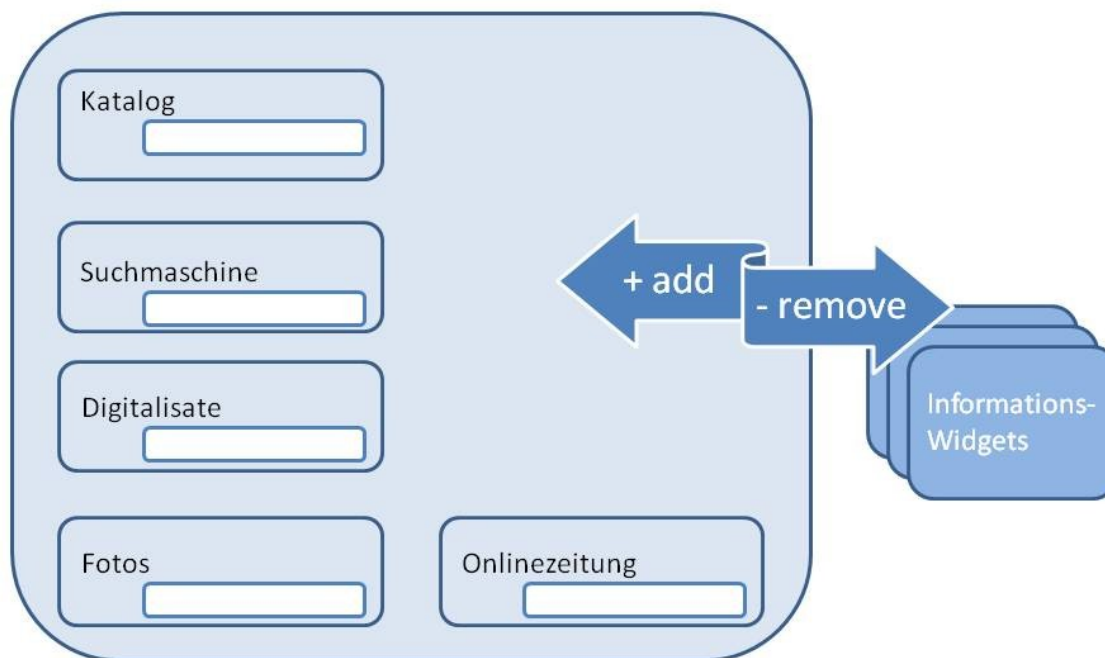 Katalog
Suchmaschine
+ add
- remove
Digitalisate
Informations-
Widgets
Fotos
Onlinezeitung